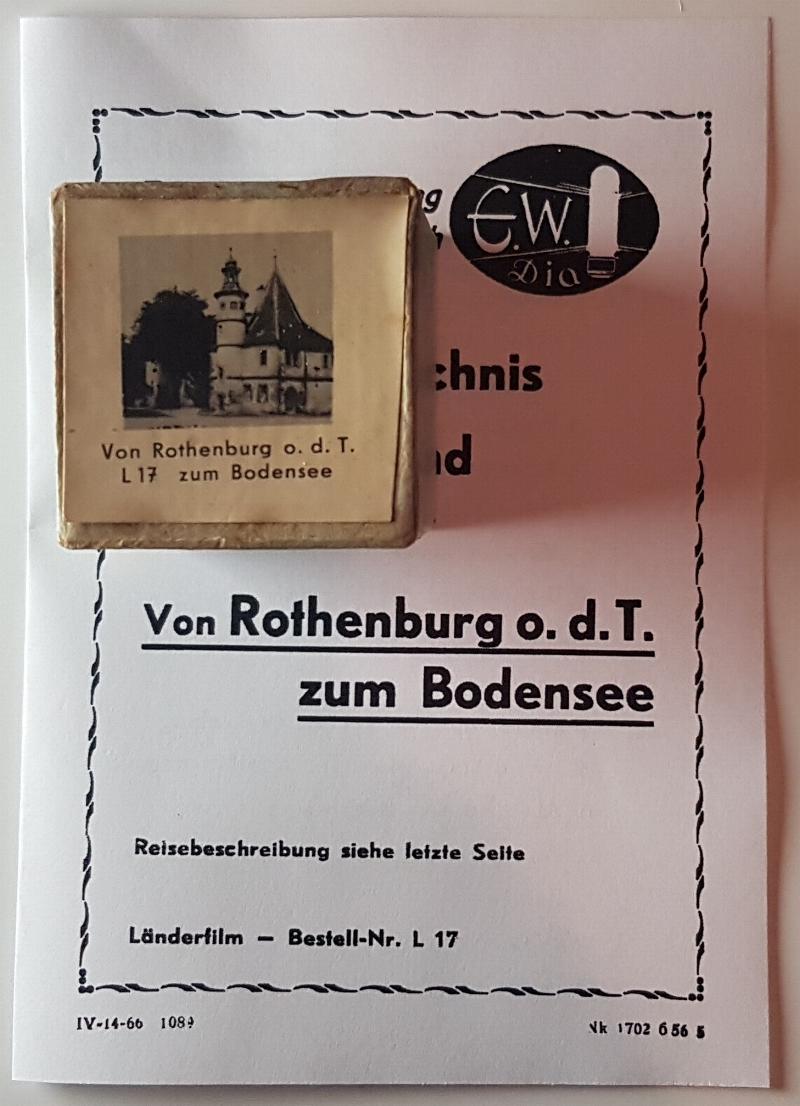 g
E.W.
Dia
chnis
nd
Von Rothenburg o. d. T.
L 17 zum Bodensee
Von Rothenburg o. d. T.
zum Bodensee
Reisebeschreibung siehe letzte Seite
Länderfilm – Bestell-Nr. L 17
IV-14-66 1089
Nk 1702 6 56 5